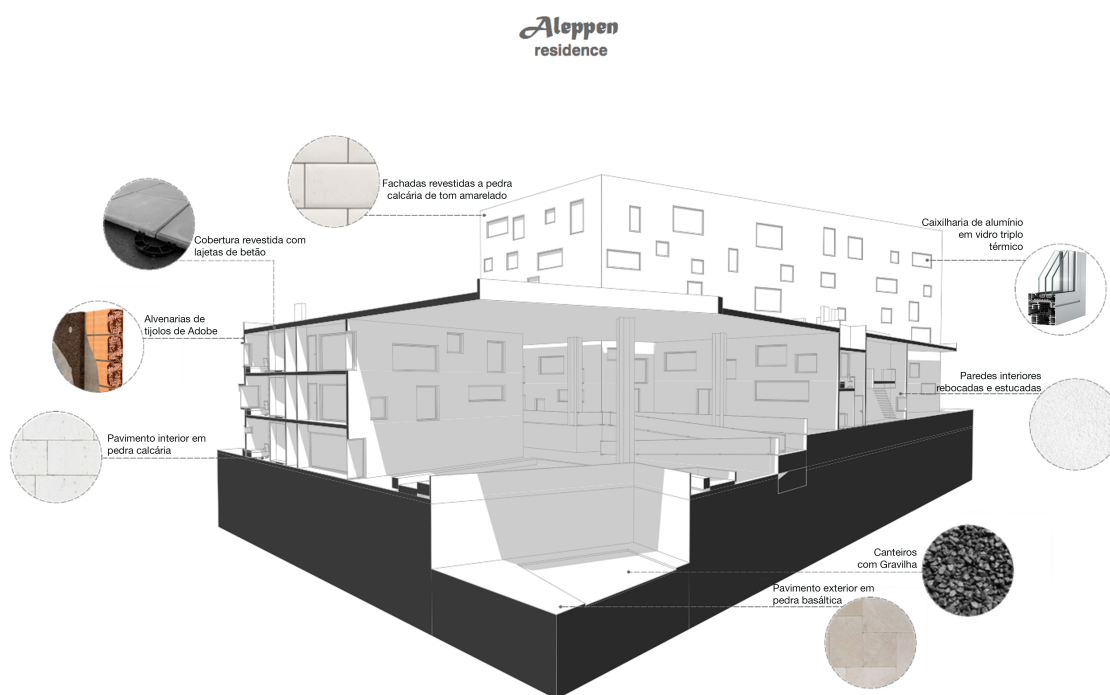 Aleppen
residence
Fachadas revestidas a pedra
calcária de tom amarelado
Caixilharia de alumínio
em vidro triplo
térmico
Cobertura revestida com
lajetas de betão
Alvenarias de
tijolos de Adobe
Paredes interiores
rebocadas e estucadas
Pavimento interior em
pedra calcária
Canteiros
com Gravilha
Pavimento exterior em
pedra basáltica